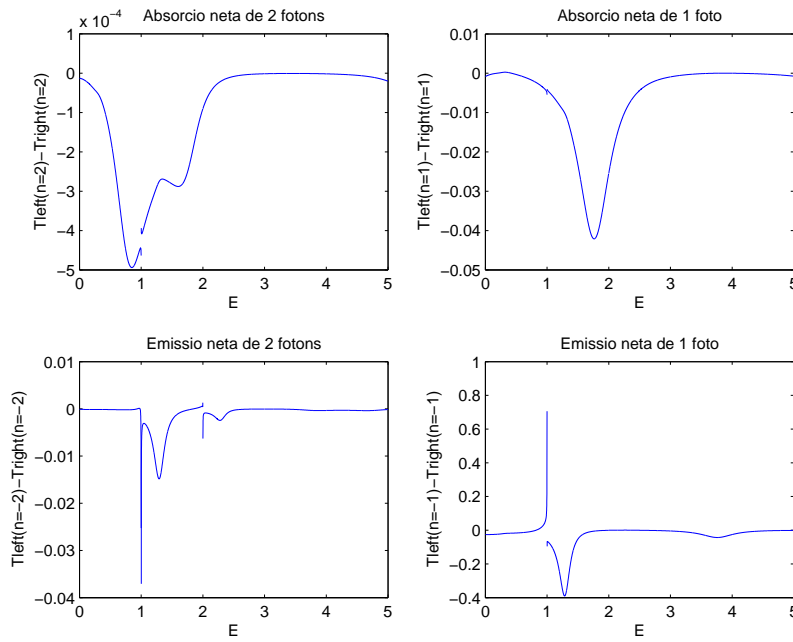 Absorcio neta de 2 fotons
x 10⁻⁴
1
0
−1
−2
−3
−4
−5
0 1 2 3 4 5
E
Tleft(n=2)−Tright(n=2)
Absorcio neta de 1 foto
0.01
0
−0.01
−0.02
−0.03
−0.04
−0.05
0 1 2 3 4 5
E
Tleft(n=1)−Tright(n=1)
Emissio neta de 2 fotons
0.01
0
−0.01
−0.02
−0.03
−0.04
0 1 2 3 4 5
E
Tleft(n=−2)−Tright(n=−2)
Emissio neta de 1 foto
1
0.8
0.6
0.4
0.2
0
−0.2
−0.4
0 1 2 3 4 5
E
Tleft(n=−1)−Tright(n=−1)